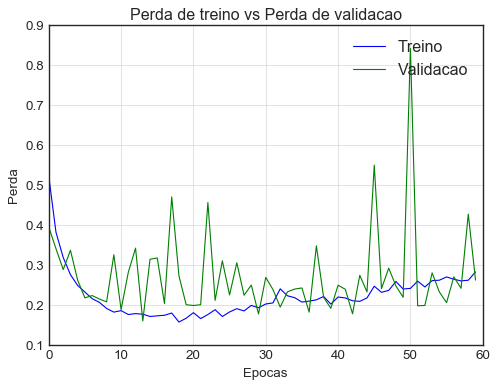 Perda de treino vs Perda de validacao
Treino
Validacao
0.9
0.8
0.7
0.6
0.5
0.4
0.3
0.2
0.1
Perda
0 10 20 30 40 50 60
Epocas